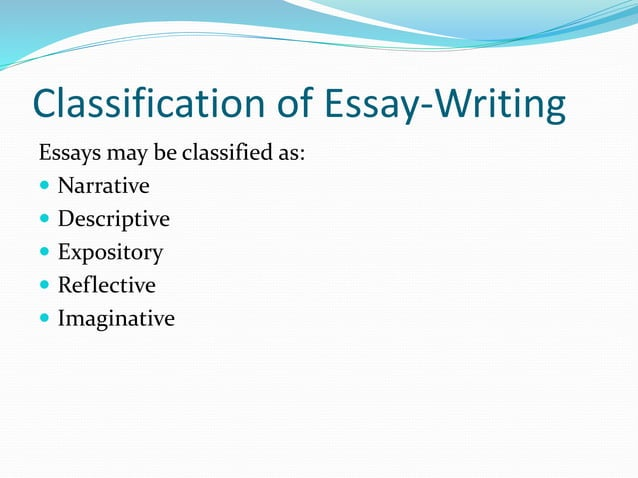 Classification of Essay-Writing
Essays may be classified as:
Narrative
Descriptive
Expository
Reflective
Imaginative